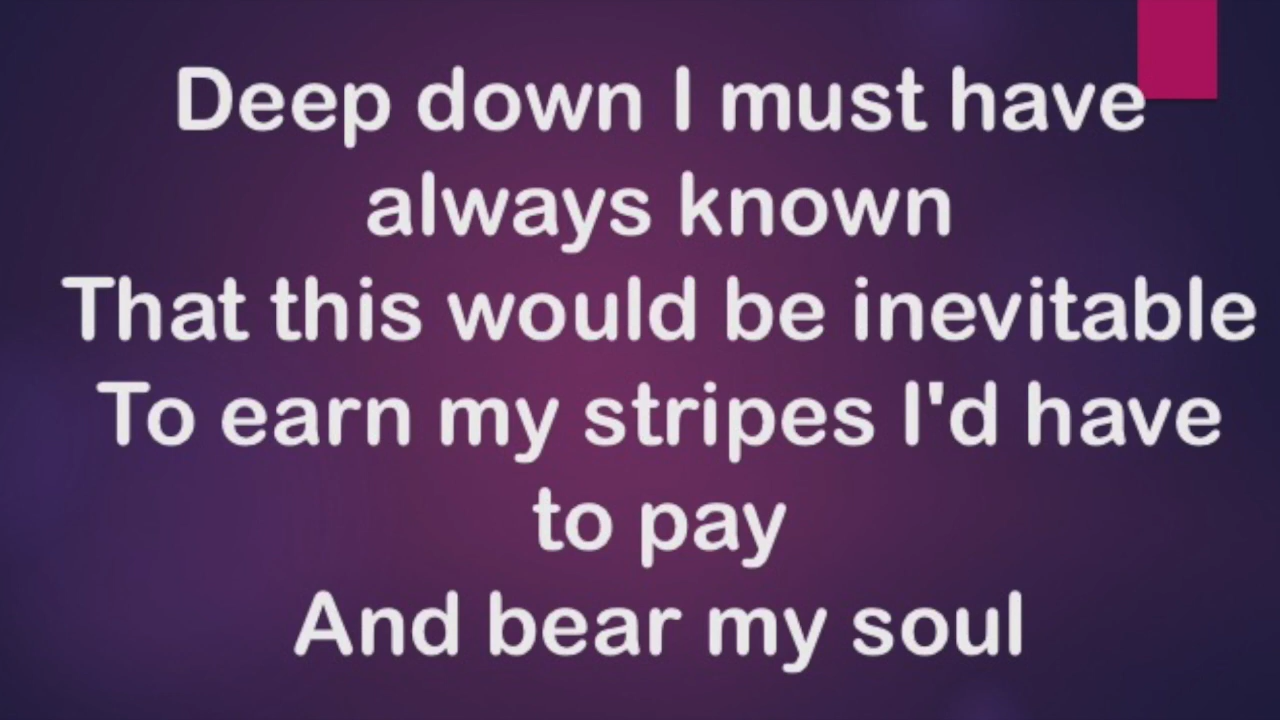 Deep down I must have
always known
That this would be inevitable
To earn my stripes I'd have
to pay
And bear my soul